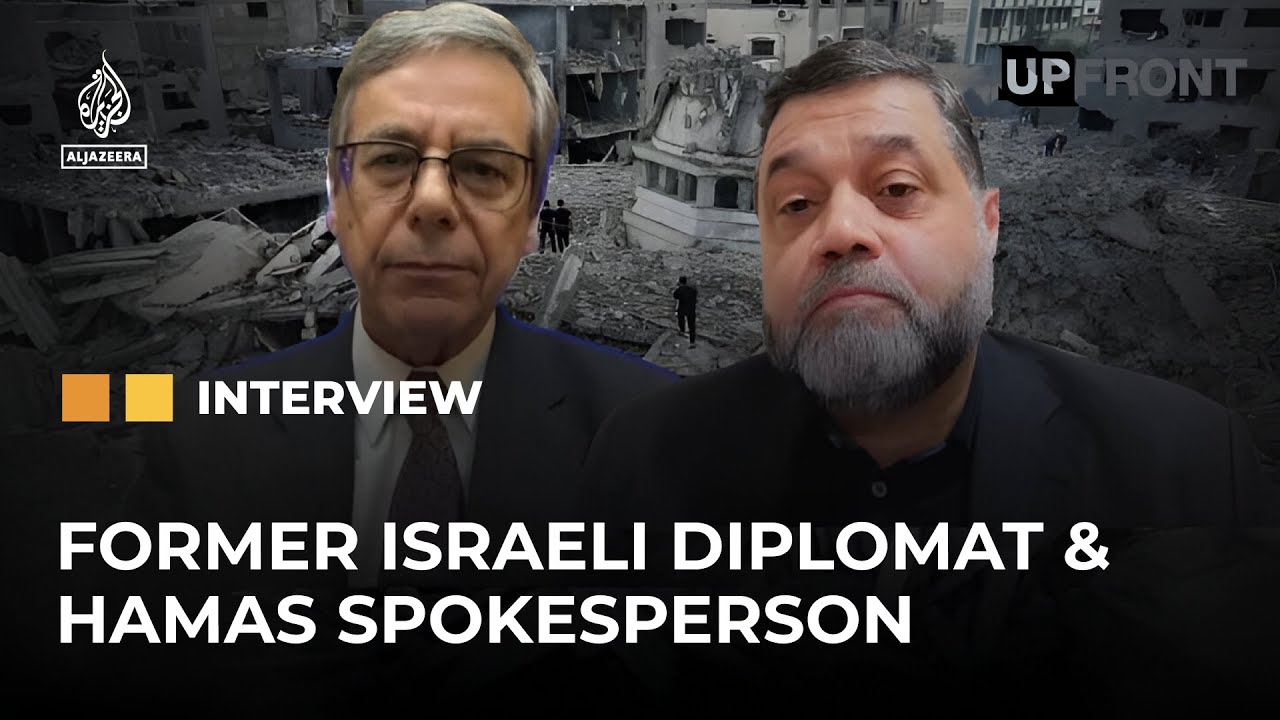 الجزيرة
ALJAZEERA
UPFRONT
INTERVIEW
FORMER ISRAELI DIPLOMAT &
HAMAS SPOKESPERSON